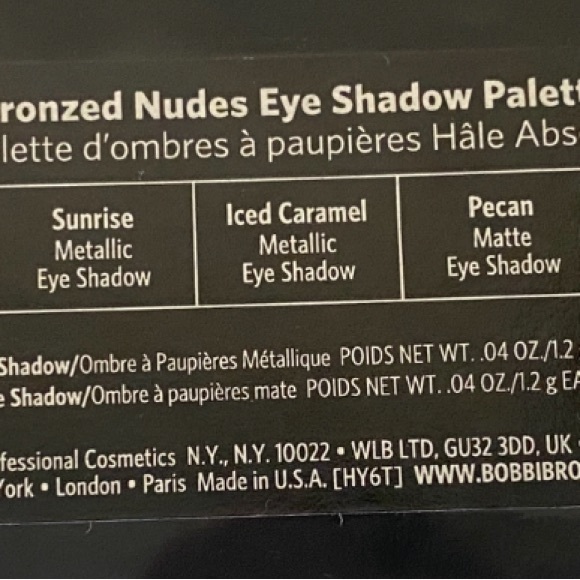 ronzed Nudes Eye Shadow Palett
lette d'ombres à paupières Hâle Abs
Sunrise
Metallic
Eye Shadow
Iced Caramel
Metallic
Eye Shadow
Pecan
Matte
Eye Shadow
Shadow/Ombre à Paupières Métallique POIDS NET WT. .04 OZ./1.2
e Shadow/Ombre à paupières mate POIDS NET WT. .04 OZ./1.2 g EA
fessional Cosmetics N.Y., N.Y. 10022 • WLB LTD, GU32 3DD, UK •
York • London • Paris Made in U.S.A. [HY6T] WWW.BOBBIBRO